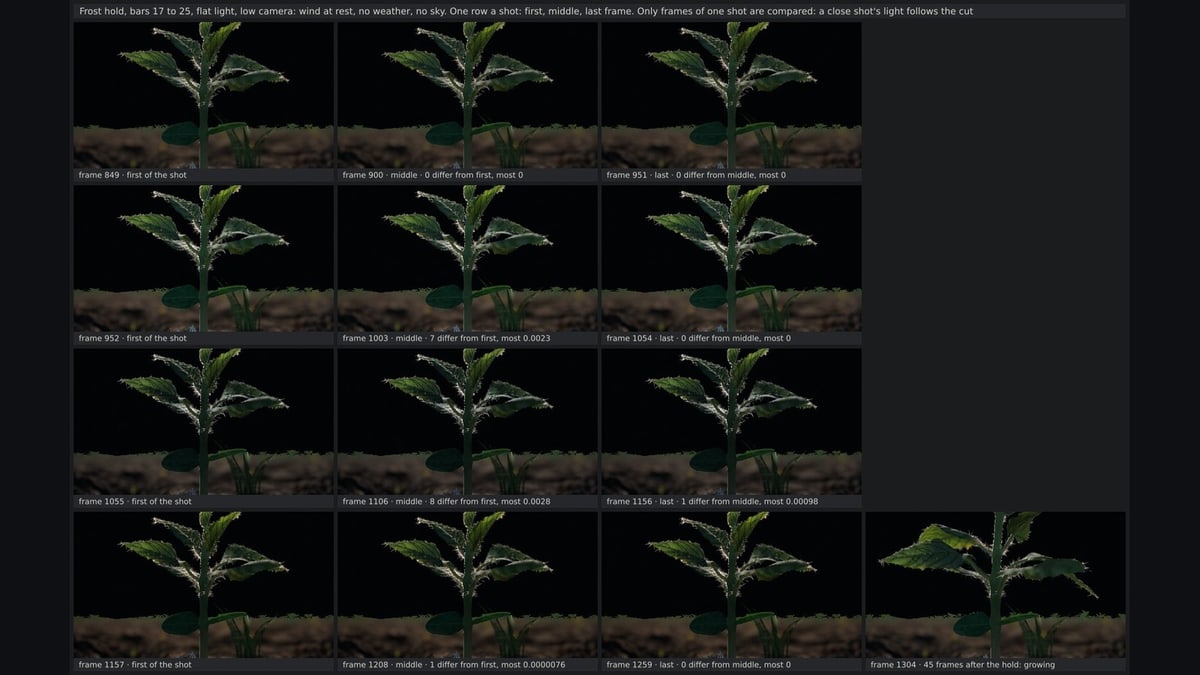 Frost hold, bars 17 to 25, flat light, low camera: wind at rest, no weather, no sky. One row a shot: first, middle, last frame. Only frames of one shot are compared: a close shot's light follows the cut
frame 849 · first of the shot
frame 900 · middle · 0 differ from first, most 0
frame 951 · last · 0 differ from middle, most 0
frame 952 · first of the shot
frame 1003 · middle · 7 differ from first, most 0.0023
frame 1054 · last · 0 differ from middle, most 0
frame 1055 · first of the shot
frame 1106 · middle · 8 differ from first, most 0.0028
frame 1156 · last · 1 differ from middle, most 0.00098
frame 1157 · first of the shot
frame 1208 · middle · 1 differ from first, most 0.0000076
frame 1259 · last · 0 differ from middle, most 0
frame 1304 · 45 frames after the hold: growing